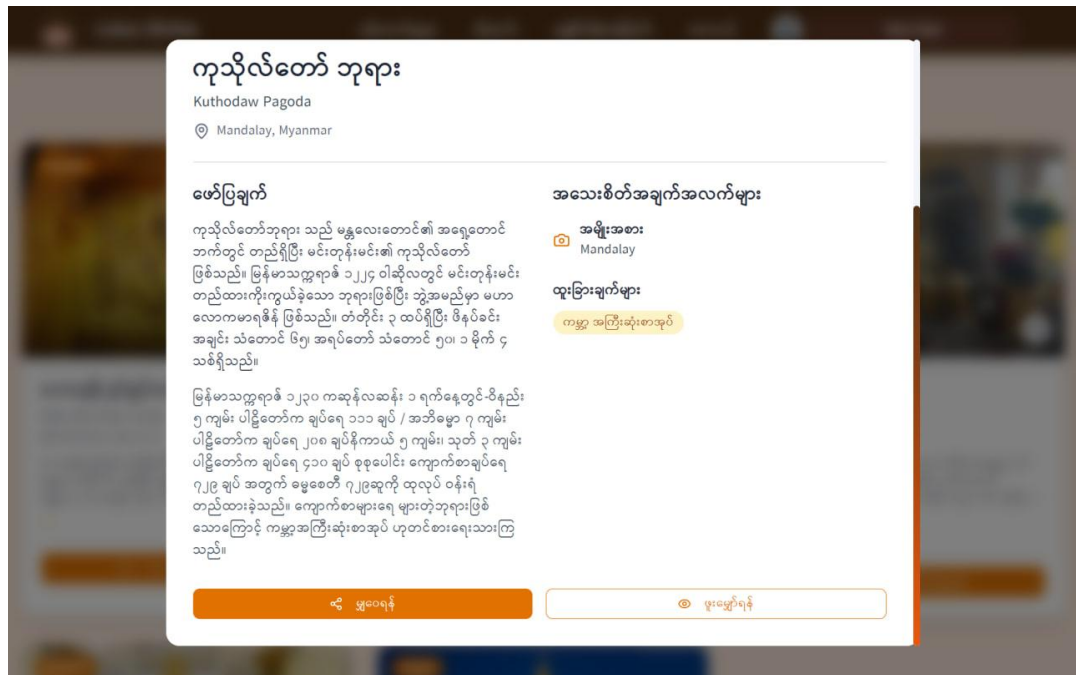 ကုသိုလ်တော် ဘုရား
Kuthodaw Pagoda
Mandalay, Myanmar
ဖော်ပြချက်
ကုသိုလ်တော်ဘုရား သည် မန္တလေးတောင်၏ အရှေ့တောင်
ဘက်တွင် တည်ရှိပြီး မင်းတုန်းမင်း၏ ကုသိုလ်တော်
ဖြစ်သည်။ မြန်မာသက္ကရာဇ် ၁၂၂၄ ဝါဆိုလတွင် မင်းတုန်းမင်း
တည်ထားကိုးကွယ်ခဲ့သော ဘုရားဖြစ်ပြီး ဘွဲ့အမည်မှာ မဟာ
လောကမာရဇိန် ဖြစ်သည်။ တံတိုင်း ၃ ထပ်ရှိပြီး ဖိနပ်ခင်း
အချင်း သံတောင် ၆၅၊ အရပ်တော် သံတောင် ၅၀၊ ၁ မိုက် ၄
သစ်ရှိသည်။
မြန်မာသက္ကရာဇ် ၁၂၃၀ ကဆုန်လဆန်း ၁ ရက်နေ့တွင်-ဝိနည်း
၅ ကျမ်း ပါဠိတော်က ချပ်ရေ ၁၁၁ ချပ် / အဘိဓမ္မာ ၇ ကျမ်း
ပါဠိတော်က ချပ်ရေ ၂၀၈ ချပ်နိကာယ် ၅ ကျမ်း၊ သုတ် ၃ ကျမ်း
ပါဠိတော်က ချပ်ရေ ၄၁၀ ချပ် စုစုပေါင်း ကျောက်စာချပ်ရေ
၇၂၉ ချပ် အတွက် ဓမ္မစေတီ ၇၂၉ဆူကို ထုလုပ် ဝန်းရံ
တည်ထားခဲ့သည်။ ကျောက်စာများရေ များတဲ့ဘုရားဖြစ်
သောကြောင့် ကမ္ဘာ့အကြီးဆုံးစာအုပ် ဟုတင်စားရေးသားကြ
သည်။
အသေးစိတ်အချက်အလက်များ
အမျိုးအစား
Mandalay
ထူးခြားချက်များ
ကမ္ဘာ့ အကြီးဆုံးစာအုပ်
မျှဝေရန်
ဖူးမျှော်ရန်